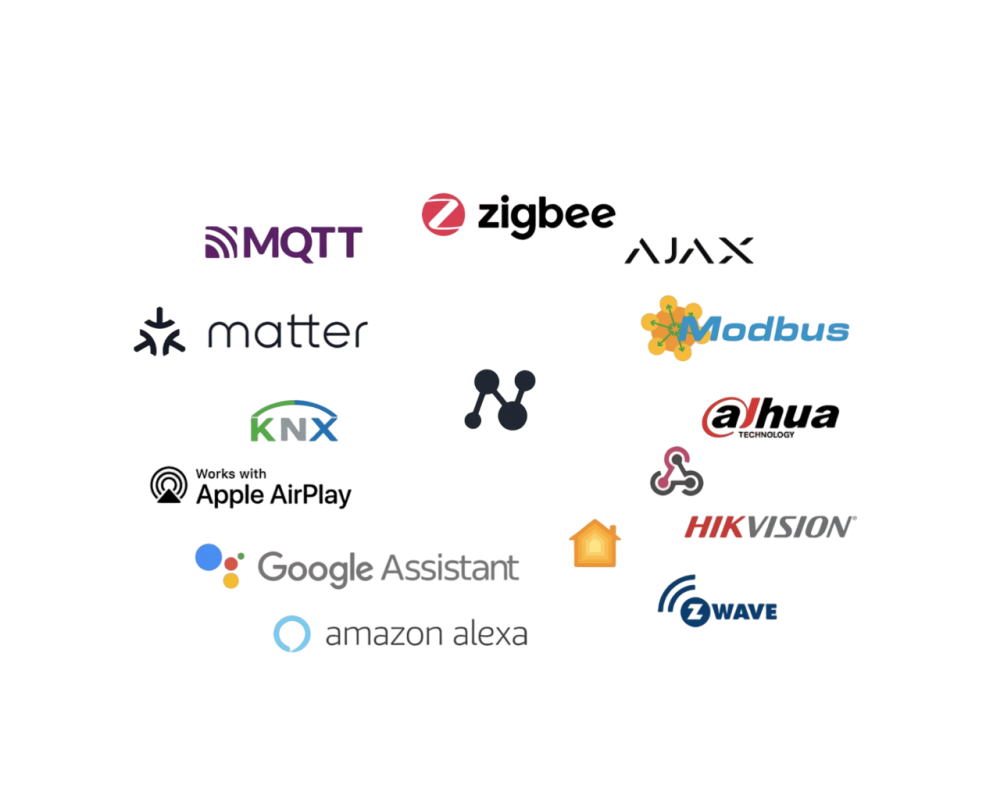 zigbee
MQTT
AJAX
matter
Modbus
KNX
alhua
TECHNOLOGY
Works with
Apple AirPlay
HIKVISION®
Google Assistant
Z WAVE
amazon alexa